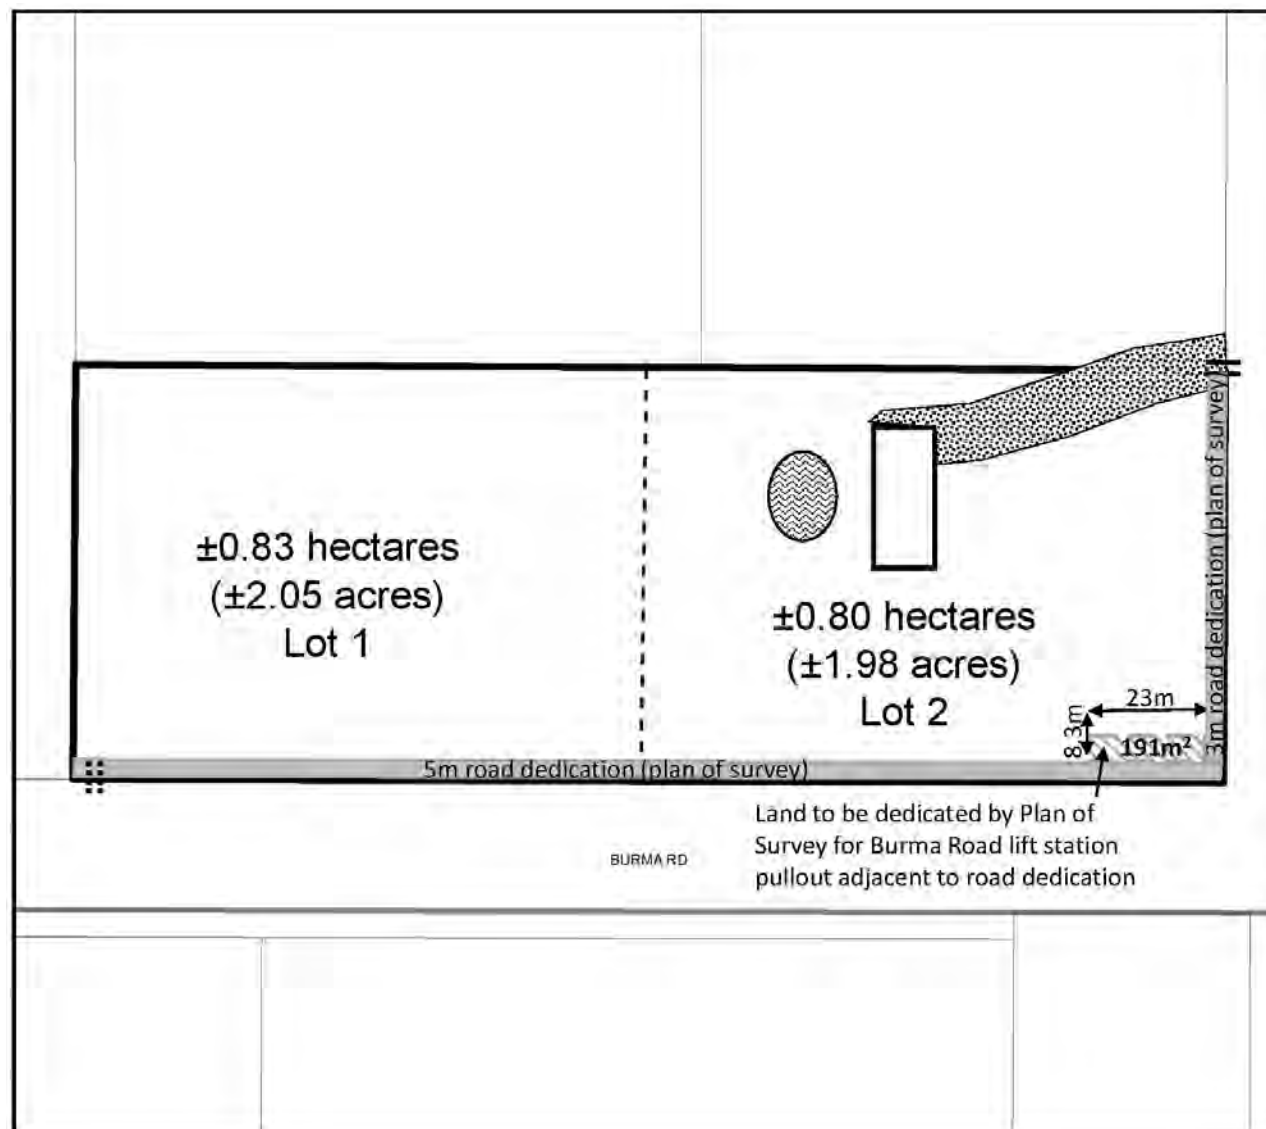 ±0.83 hectares
(±2.05 acres)
Lot 1
±0.80 hectares
(±1.98 acres)
Lot 2
3m road dedication (plan of survey)
23m
8.3m
191m²
5m road dedication (plan of survey)
Land to be dedicated by Plan of
Survey for Burma Road lift station
pullout adjacent to road dedication
BURMA RD